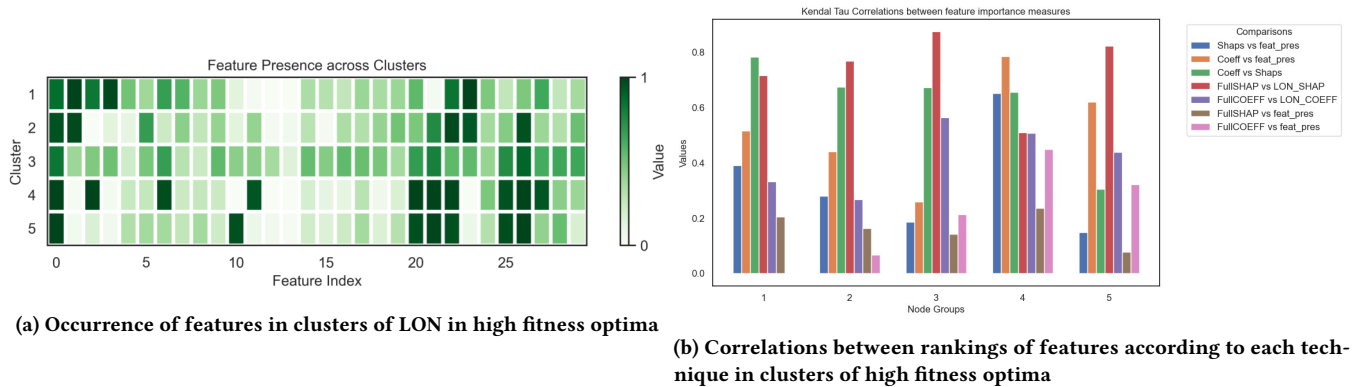 Feature Presence across Clusters
Cluster
1
2
3
4
5
0 5 10 15 20 25
Feature Index
1
Value
0
(a) Occurrence of features in clusters of LON in high fitness optima
Kendal Tau Correlations between feature importance measures
Values
0.8
0.6
0.4
0.2
0.0
1 2 3 4 5
Node Groups
Comparisons
Shaps vs feat_pres
Coeff vs feat_pres
Coeff vs Shaps
FullSHAP vs LON_SHAP
FullCOEFF vs LON_COEFF
FullSHAP vs feat_pres
FullCOEFF vs feat_pres
(b) Correlations between rankings of features according to each tech-
nique in clusters of high fitness optima